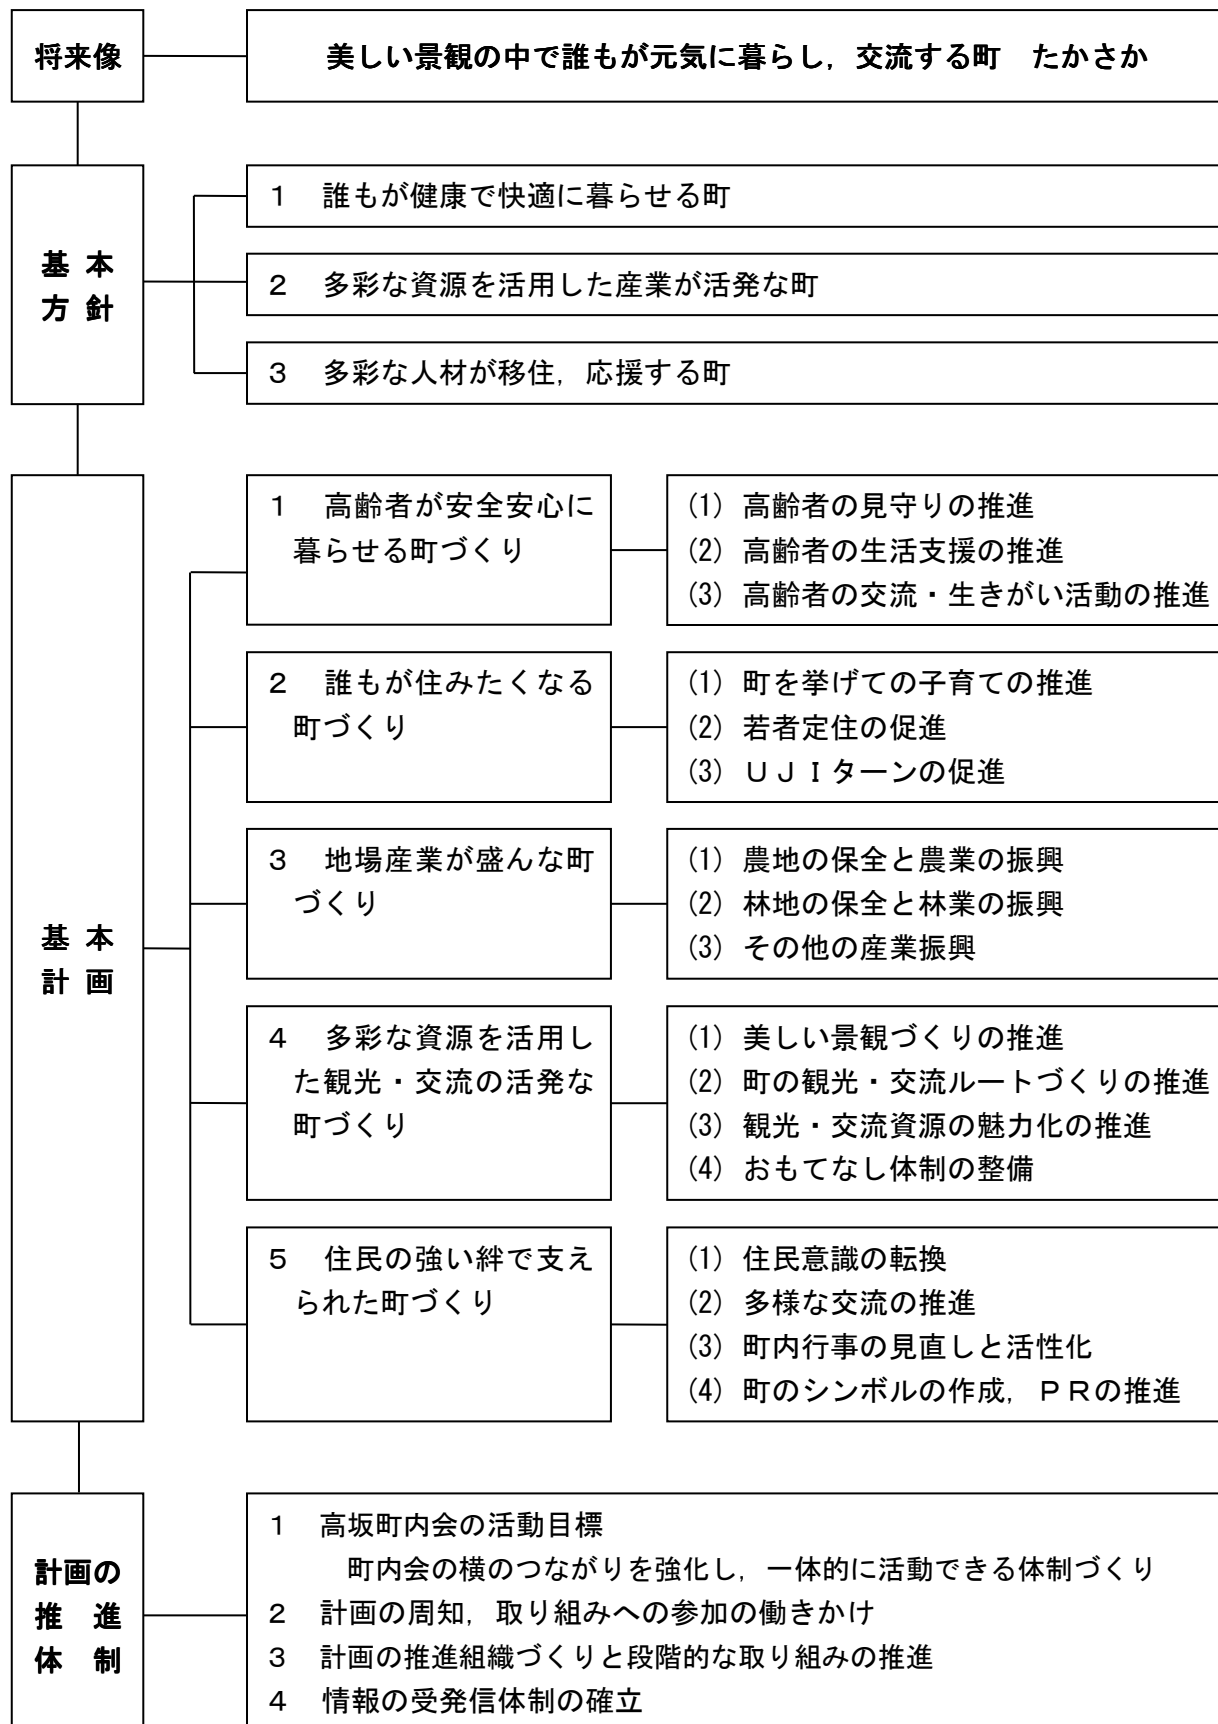 将来像
美しい景観の中で誰もが元気に暮らし，交流する町　たかさか
基本
方針
１　誰もが健康で快適に暮らせる町
２　多彩な資源を活用した産業が活発な町
３　多彩な人材が移住，応援する町
基本
計画
１　高齢者が安全安心に
暮らせる町づくり
(1) 高齢者の見守りの推進
(2) 高齢者の生活支援の推進
(3) 高齢者の交流・生きがい活動の推進
２　誰もが住みたくなる
町づくり
(1) 町を挙げての子育ての推進
(2) 若者定住の促進
(3) ＵＪＩターンの促進
３　地場産業が盛んな町
づくり
(1) 農地の保全と農業の振興
(2) 林地の保全と林業の振興
(3) その他の産業振興
４　多彩な資源を活用し
た観光・交流の活発な
町づくり
(1) 美しい景観づくりの推進
(2) 町の観光・交流ルートづくりの推進
(3) 観光・交流資源の魅力化の推進
(4) おもてなし体制の整備
５　住民の強い絆で支え
られた町づくり
(1) 住民意識の転換
(2) 多様な交流の推進
(3) 町内行事の見直しと活性化
(4) 町のシンボルの作成，ＰＲの推進
計画の
推　進
体　制
１　高坂町内会の活動目標
町内会の横のつながりを強化し，一体的に活動できる体制づくり
２　計画の周知，取り組みへの参加の働きかけ
３　計画の推進組織づくりと段階的な取り組みの推進
４　情報の受発信体制の確立